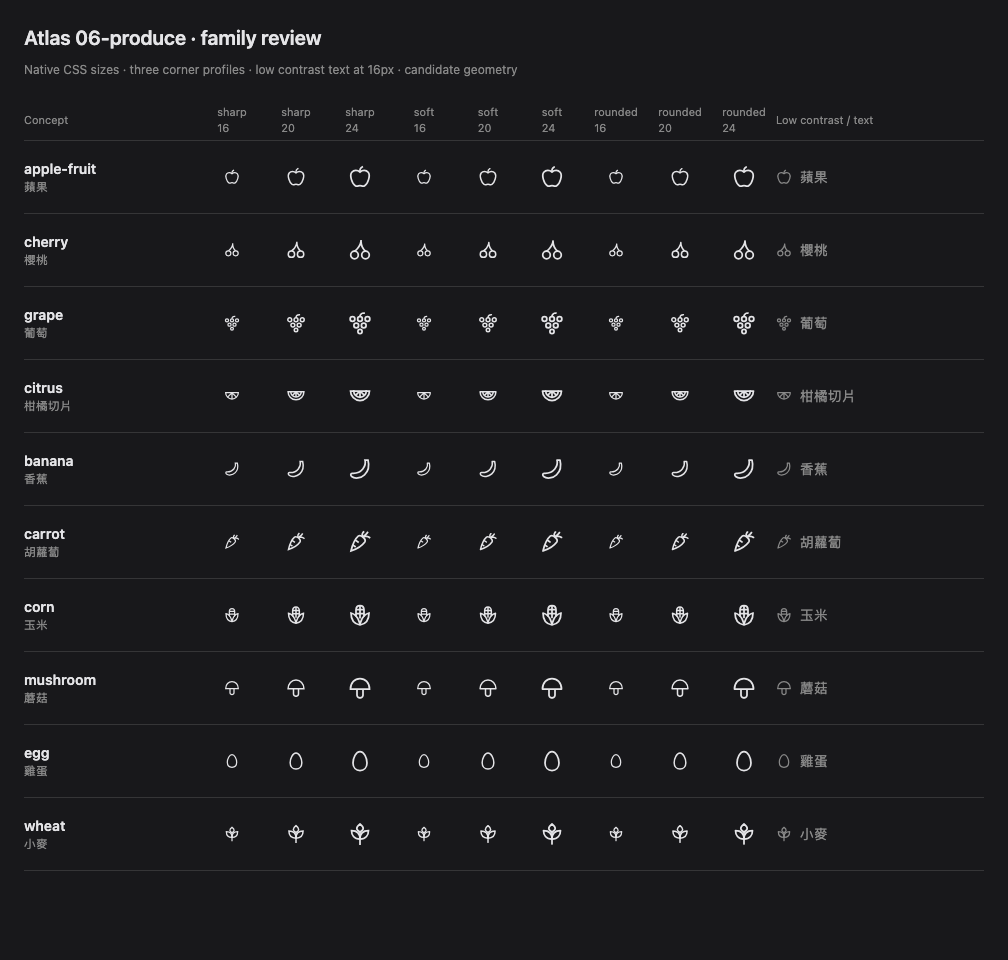 Atlas 06-produce · family review
Native CSS sizes · three corner profiles · low contrast text at 16px · candidate geometry
Concept sharp 16 sharp 20 sharp 24 soft 16 soft 20 soft 24 rounded 16 rounded 20 rounded 24 Low contrast / text
apple-fruit
蘋果 蘋果
cherry
櫻桃 櫻桃
grape
葡萄 葡萄
citrus
柑橘切片 柑橘切片
banana
香蕉 香蕉
carrot
胡蘿蔔 胡蘿蔔
corn
玉米 玉米
mushroom
蘑菇 蘑菇
egg
雞蛋 雞蛋
wheat
小麥 小麥